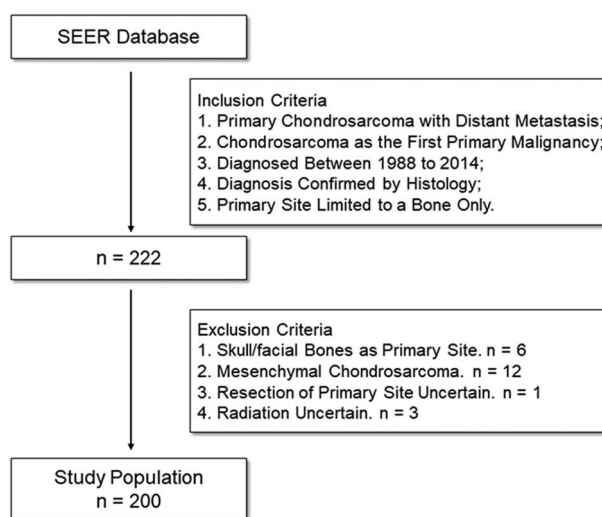 SEER Database
Inclusion Criteria
1. Primary Chondrosarcoma with Distant Metastasis;
2. Chondrosarcoma as the First Primary Malignancy;
3. Diagnosed Between 1988 to 2014;
4. Diagnosis Confirmed by Histology;
5. Primary Site Limited to a Bone Only.
n = 222
Exclusion Criteria
1. Skull/facial Bones as Primary Site. n = 6
2. Mesenchymal Chondrosarcoma. n = 12
3. Resection of Primary Site Uncertain. n = 1
4. Radiation Uncertain. n = 3
Study Population
n = 200